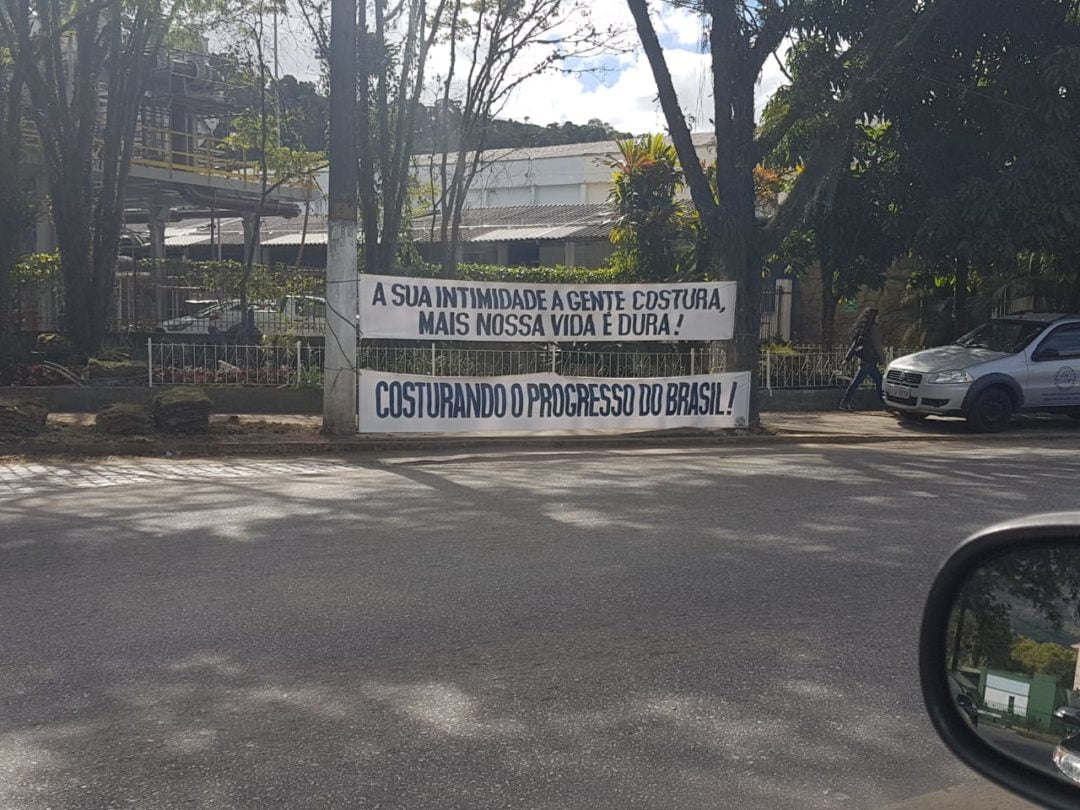 A SUA INTIMIDADE A GENTE COSTURA,
MAIS NOSSA VIDA É DURA!
COSTURANDO O PROGRESSO DO BRASIL!